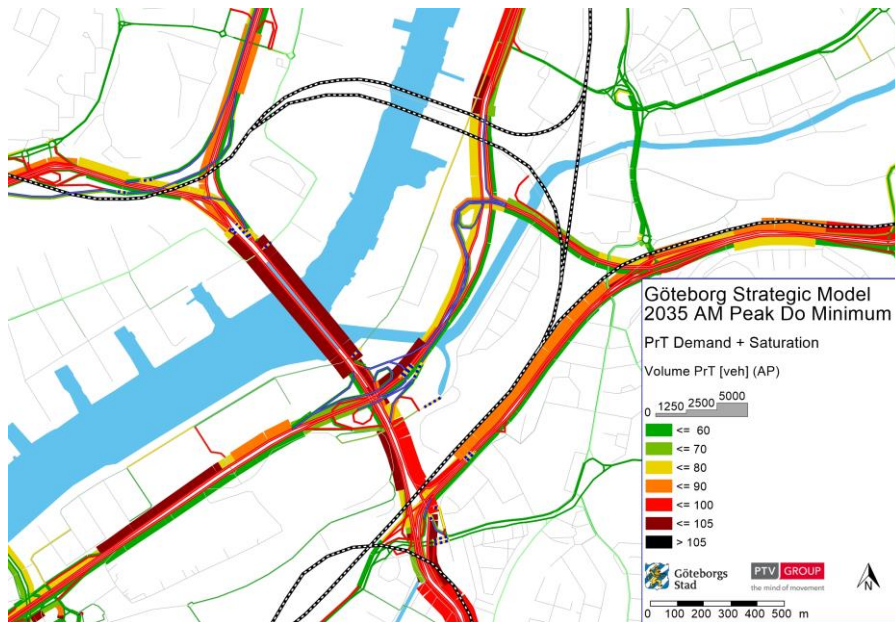 Göteborg Strategic Model
2035 AM Peak Do Minimum
PrT Demand + Saturation
Volume PrT [veh] (AP)
0 1250 2500 5000
<= 60
<= 70
<= 80
<= 90
<= 100
<= 105
> 105
Göteborgs
Stad
PTV GROUP
the mind of movement
N
0 100 200 300 400 500 m